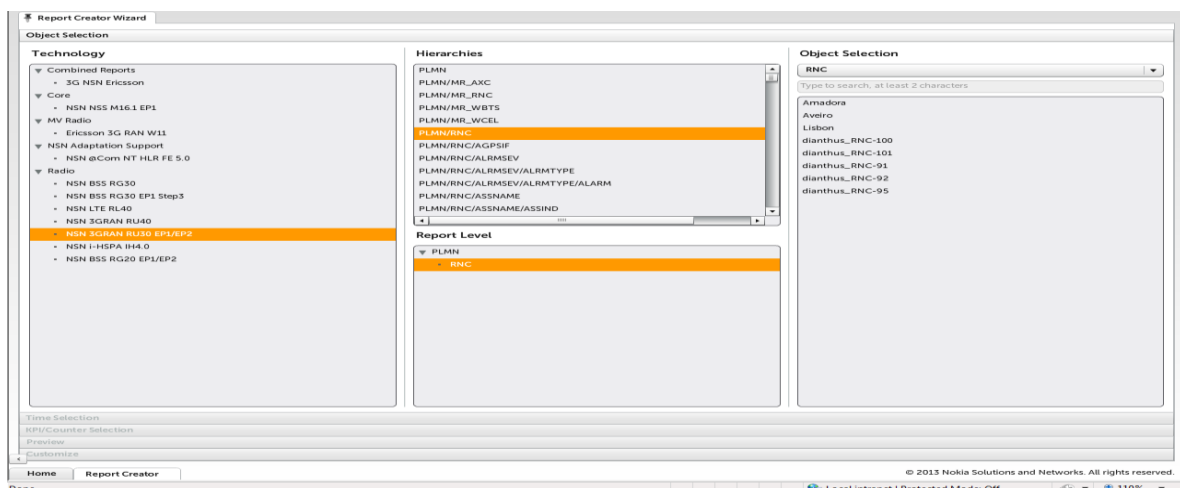 Report Creator Wizard
Object Selection
Technology
Combined Reports
3G NSN Ericsson
Core
NSN NSS M16.1 EP1
MV Radio
Ericsson 3G RAN W11
NSN Adaptation Support
NSN @Com NT HLR FE 5.0
Radio
NSN BSS RG30
NSN BSS RG30 EP1 Step3
NSN LTE RL40
NSN 3GRAN RU40
NSN 3GRAN RU30 EP1/EP2
NSN i-HSPA IH4.0
NSN BSS RG20 EP1/EP2
Hierarchies
PLMN
PLMN/MR_AXC
PLMN/MR_RNC
PLMN/MR_WBTS
PLMN/MR_WCEL
PLMN/RNC
PLMN/RNC/AGPSIF
PLMN/RNC/ALRMSEV
PLMN/RNC/ALRMSEV/ALRMTYPE
PLMN/RNC/ALRMSEV/ALRMTYPE/ALARM
PLMN/RNC/ASSNAME
PLMN/RNC/ASSNAME/ASSIND
Report Level
PLMN
RNC
Object Selection
RNC
Type to search, at least 2 characters
Amadora
Aveiro
Lisbon
dianthus_RNC-100
dianthus_RNC-101
dianthus_RNC-91
dianthus_RNC-92
dianthus_RNC-95
Time Selection
KPI/Counter Selection
Preview
Customize
Home
Report Creator
© 2013 Nokia Solutions and Networks. All rights reserved.
Local intranet | Protected Mode: Off
110%